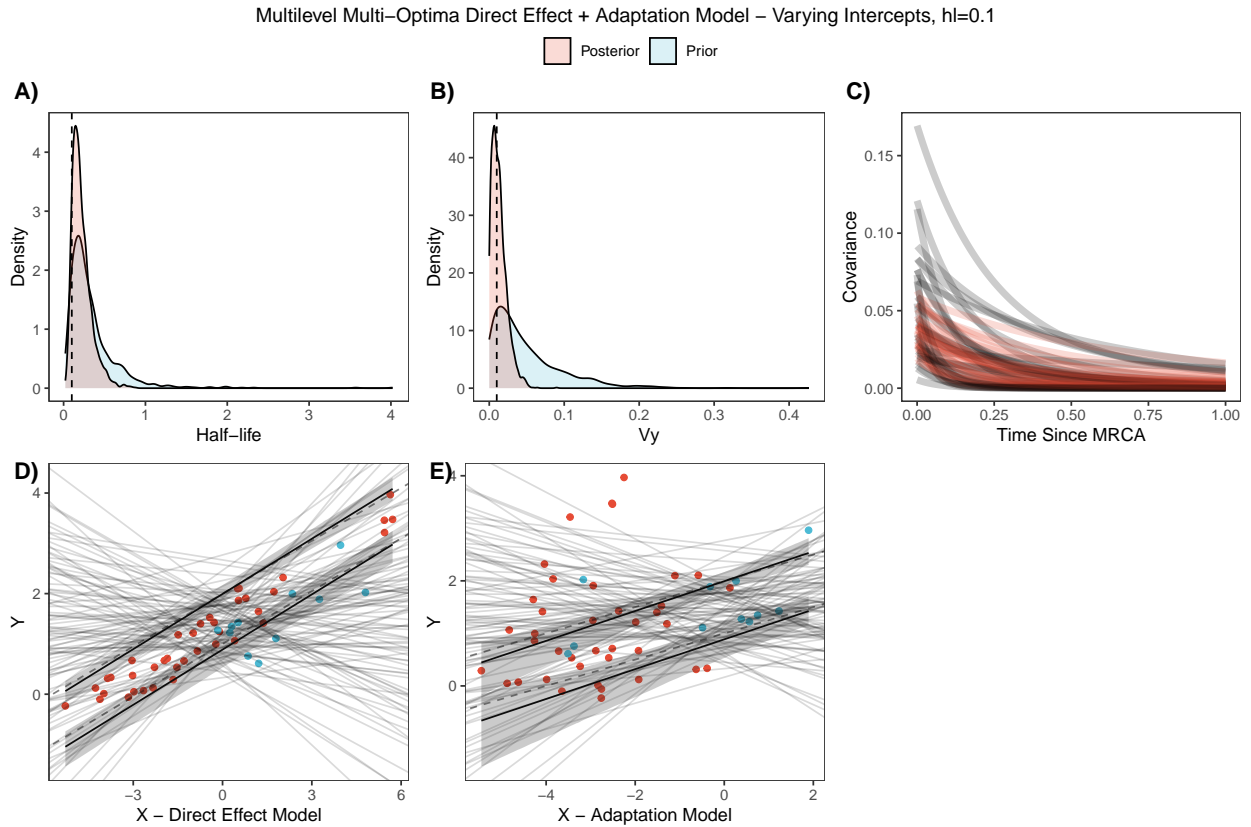 Multilevel Multi−Optima Direct Effect + Adaptation Model − Varying Intercepts, hl=0.1
Posterior Prior
A)
Density
4
3
2
1
0
0 1 2 3 4
Half−life
B)
Density
40
30
20
10
0
0.0 0.1 0.2 0.3 0.4
Vy
C)
Covariance
0.15
0.10
0.05
0.00
0.00 0.25 0.50 0.75 1.00
Time Since MRCA
D)
Y
4
2
0
−3 0 3 6
X − Direct Effect Model
E)
Y
4
2
0
−4 −2 0 2
X − Adaptation Model